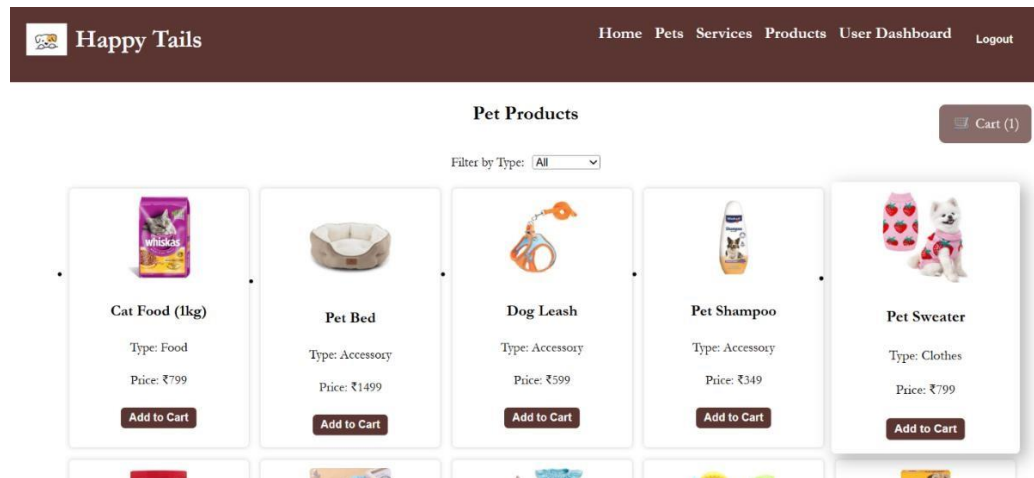 Happy Tails
Home Pets Services Products User Dashboard Logout
Pet Products
Cart (1)
Filter by Type: All
whiskas
Shampoo
Cat Food (1kg)
Pet Bed
Dog Leash
Pet Shampoo
Pet Sweater
Type: Food
Type: Accessory
Type: Accessory
Type: Accessory
Type: Clothes
Price: ₹799
Price: ₹1499
Price: ₹599
Price: ₹349
Price: ₹799
Add to Cart
Add to Cart
Add to Cart
Add to Cart
Add to Cart